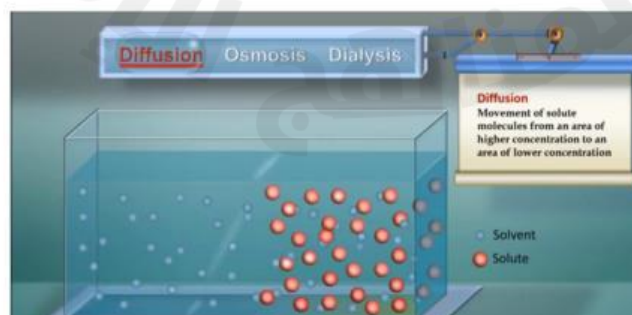 Diffusion Osmosis Dialysis
Diffusion
Movement of solute
molecules from an area of
higher concentration to an
area of lower concentration
Solvent
Solute